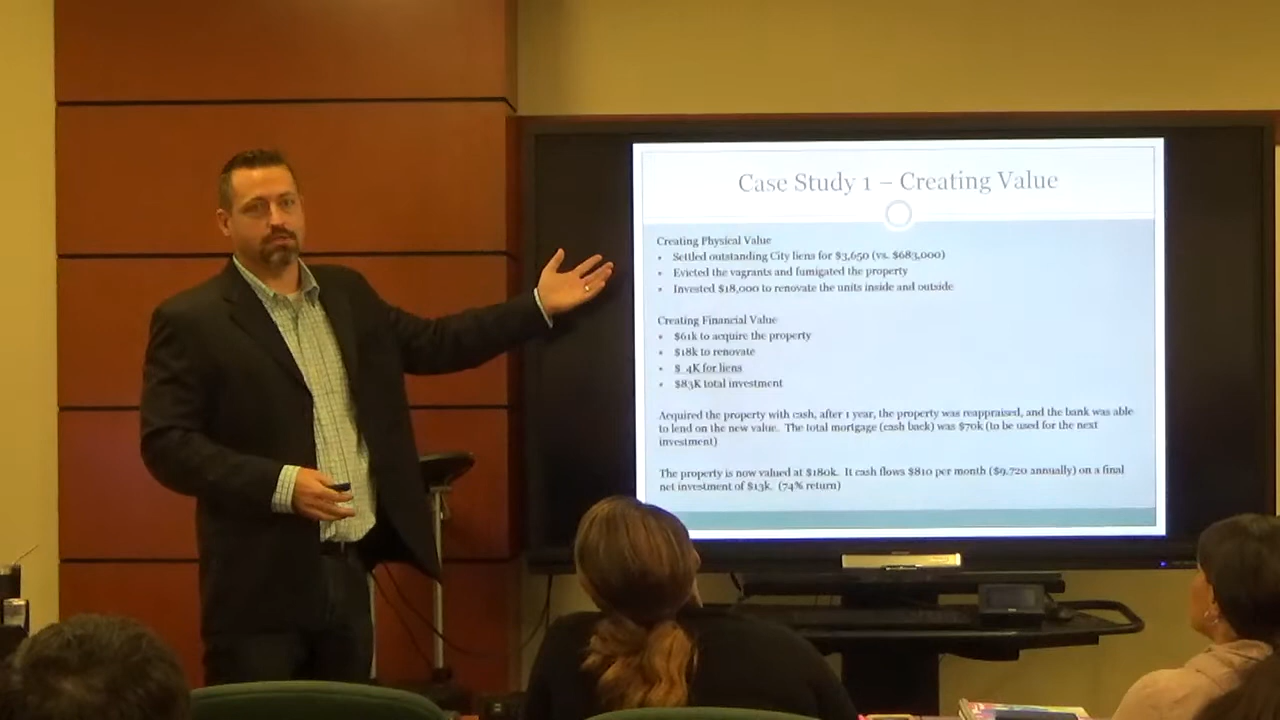 Case Study 1 – Creating Value
Creating Physical Value
• Settled outstanding City liens for $3,650 (vs. $683,000)
• Evicted the vagrants and fumigated the property
• Invested $18,000 to renovate the units inside and outside
Creating Financial Value
• $61k to acquire the property
• $18k to renovate
• $ 4K for liens
• $83K total investment
Acquired the property with cash, after 1 year, the property was reappraised, and the bank was able
to lend on the new value. The total mortgage (cash back) was $70k (to be used for the next
investment)
The property is now valued at $180k. It cash flows $810 per month ($9,720 annually) on a final
net investment of $13k. (74% return)